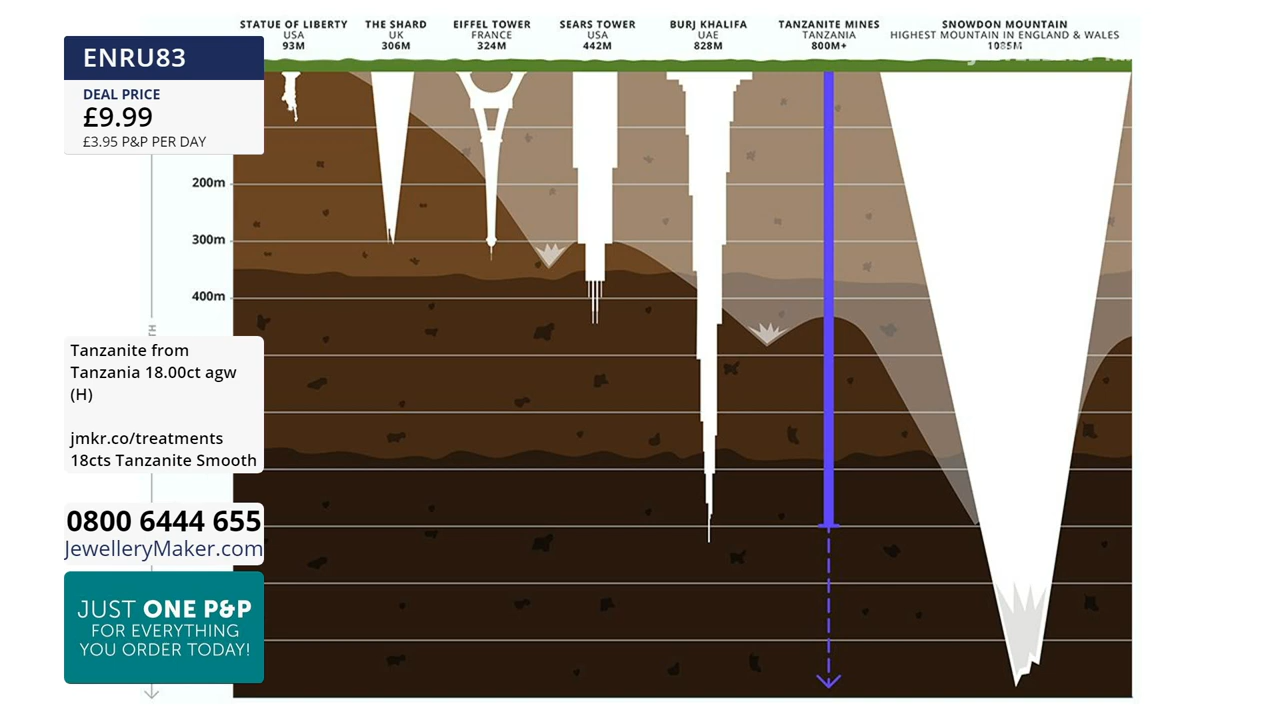 STATUE OF LIBERTY
USA
93M
THE SHARD
UK
306M
EIFFEL TOWER
FRANCE
324M
SEARS TOWER
USA
442M
BURJ KHALIFA
UAE
828M
TANZANITE MINES
TANZANIA
800M+
SNOWDON MOUNTAIN
HIGHEST MOUNTAIN IN ENGLAND & WALES
1085M
ENRU83
DEAL PRICE
£9.99
£3.95 P&P PER DAY
200m
300m
400m
Tanzanite from
Tanzania 18.00ct agw
(H)
jmkr.co/treatments
18cts Tanzanite Smooth
0800 6444 655
JewelleryMaker.com
JUST ONE P&P
FOR EVERYTHING
YOU ORDER TODAY!